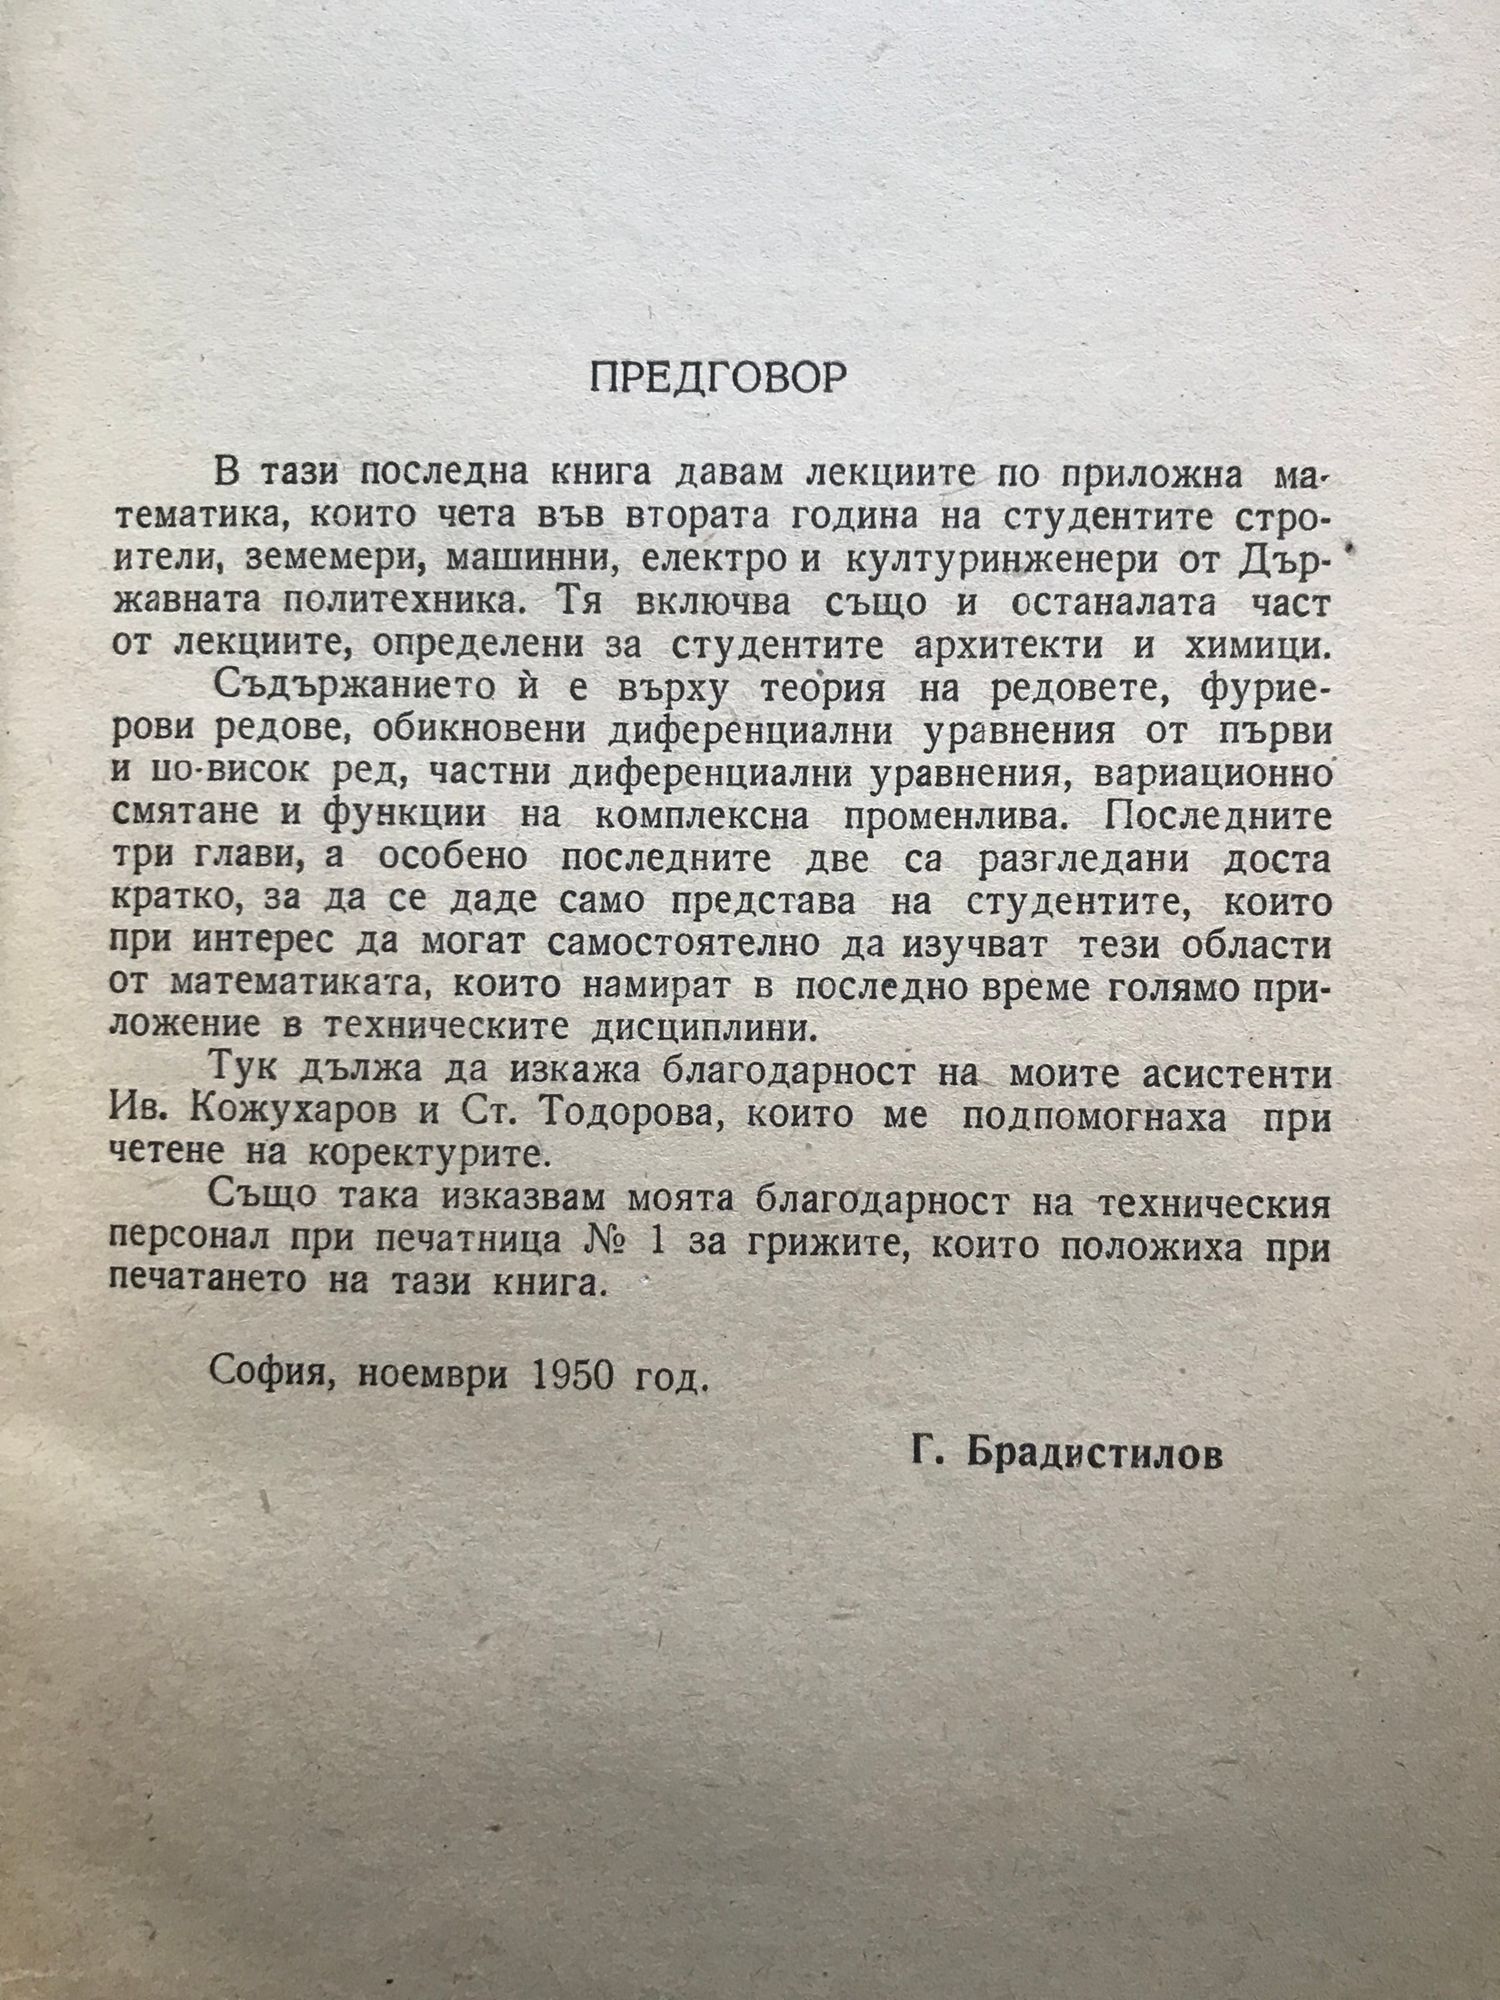 ПРЕДГОВОР
В тази последна книга давам лекциите по приложна ма-
тематика, които чета във втората година на студентите стро-
ители, земемери, машинни, електро и културинженери от Дър-
жавната политехника. Тя включва също и останалата част
от лекциите, определени за студентите архитекти и химици.
Съдържанието ѝ е върху теория на редовете, фурие-
рови редове, обикновени диференциални уравнения от първи
и по-висок ред, частни диференциални уравнения, вариационно
смятане и функции на комплексна променлива. Последните
три глави, а особено последните две са разгледани доста
кратко, за да се даде само представа на студентите, които
при интерес да могат самостоятелно да изучват тези области
от математиката, които намират в последно време голямо при-
ложение в техническите дисциплини.
Тук дължа да изкажа благодарност на моите асистенти
Ив. Кожухаров и Ст. Тодорова, които ме подпомогнаха при
четене на коректурите.
Също така изказвам моята благодарност на техническия
персонал при печатница № 1 за грижите, които положиха при
печатането на тази книга.
София, ноември 1950 год.
Г. Брадистилов